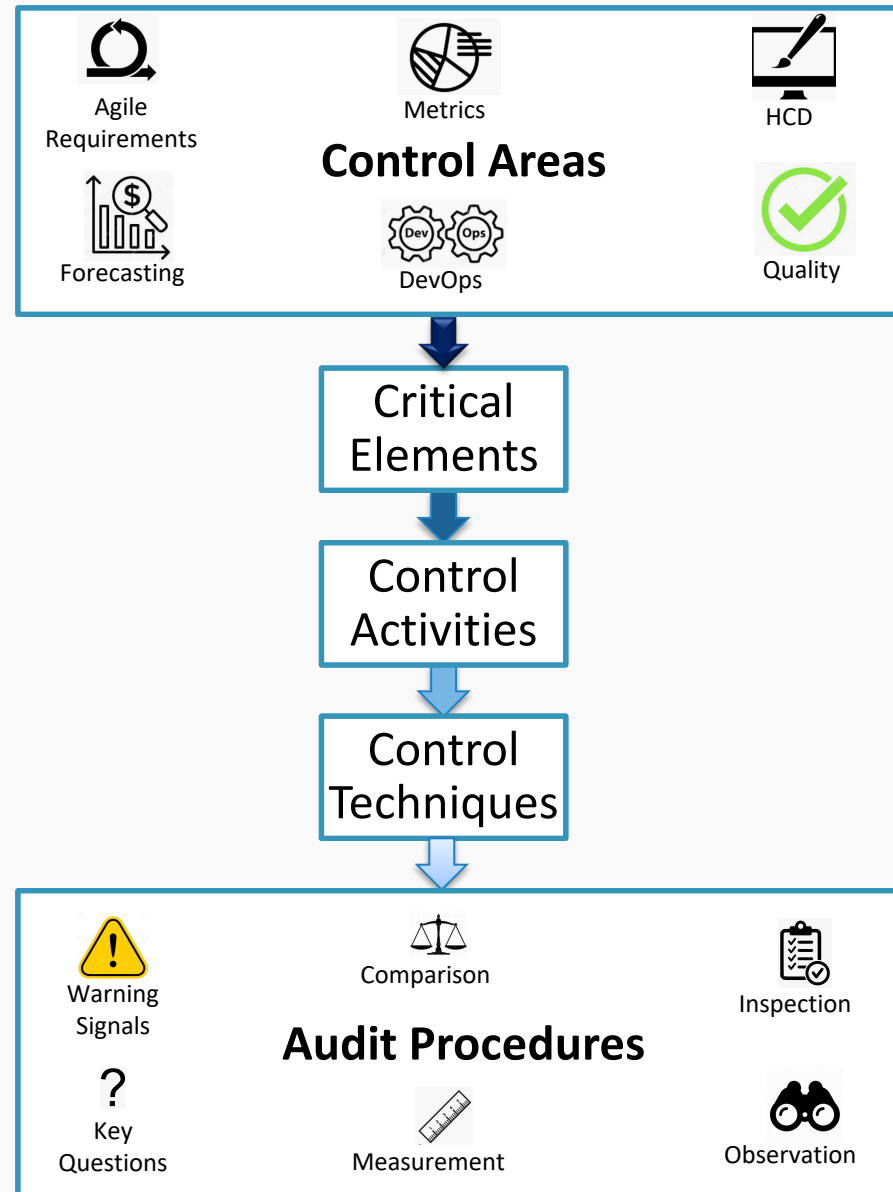 Agile
Requirements
Metrics
HCD
Control Areas
Forecasting
Dev
Ops
DevOps
Quality
Critical
Elements
Control
Activities
Control
Techniques
Warning
Signals
Comparison
Inspection
Audit Procedures
?
Key
Questions
Measurement
Observation